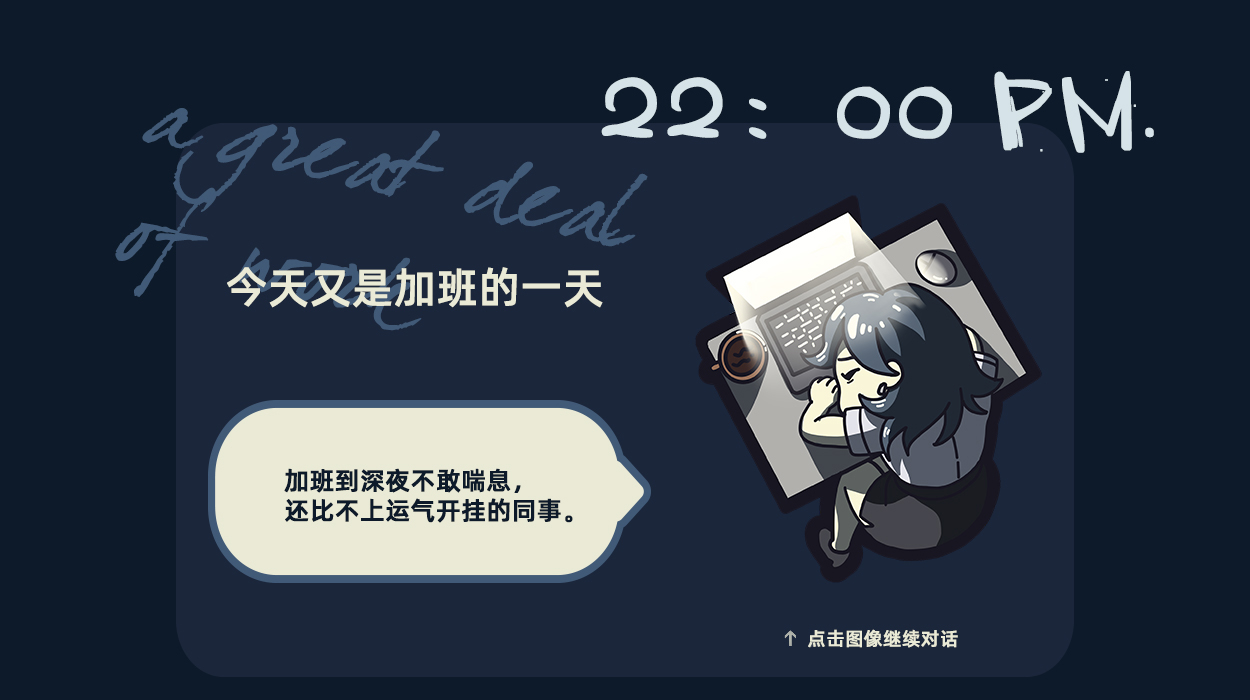 22：00 PM.
a great deal
of
今天又是加班的一天
加班到深夜不敢喘息，
还比不上运气开挂的同事。
↑ 点击图像继续对话